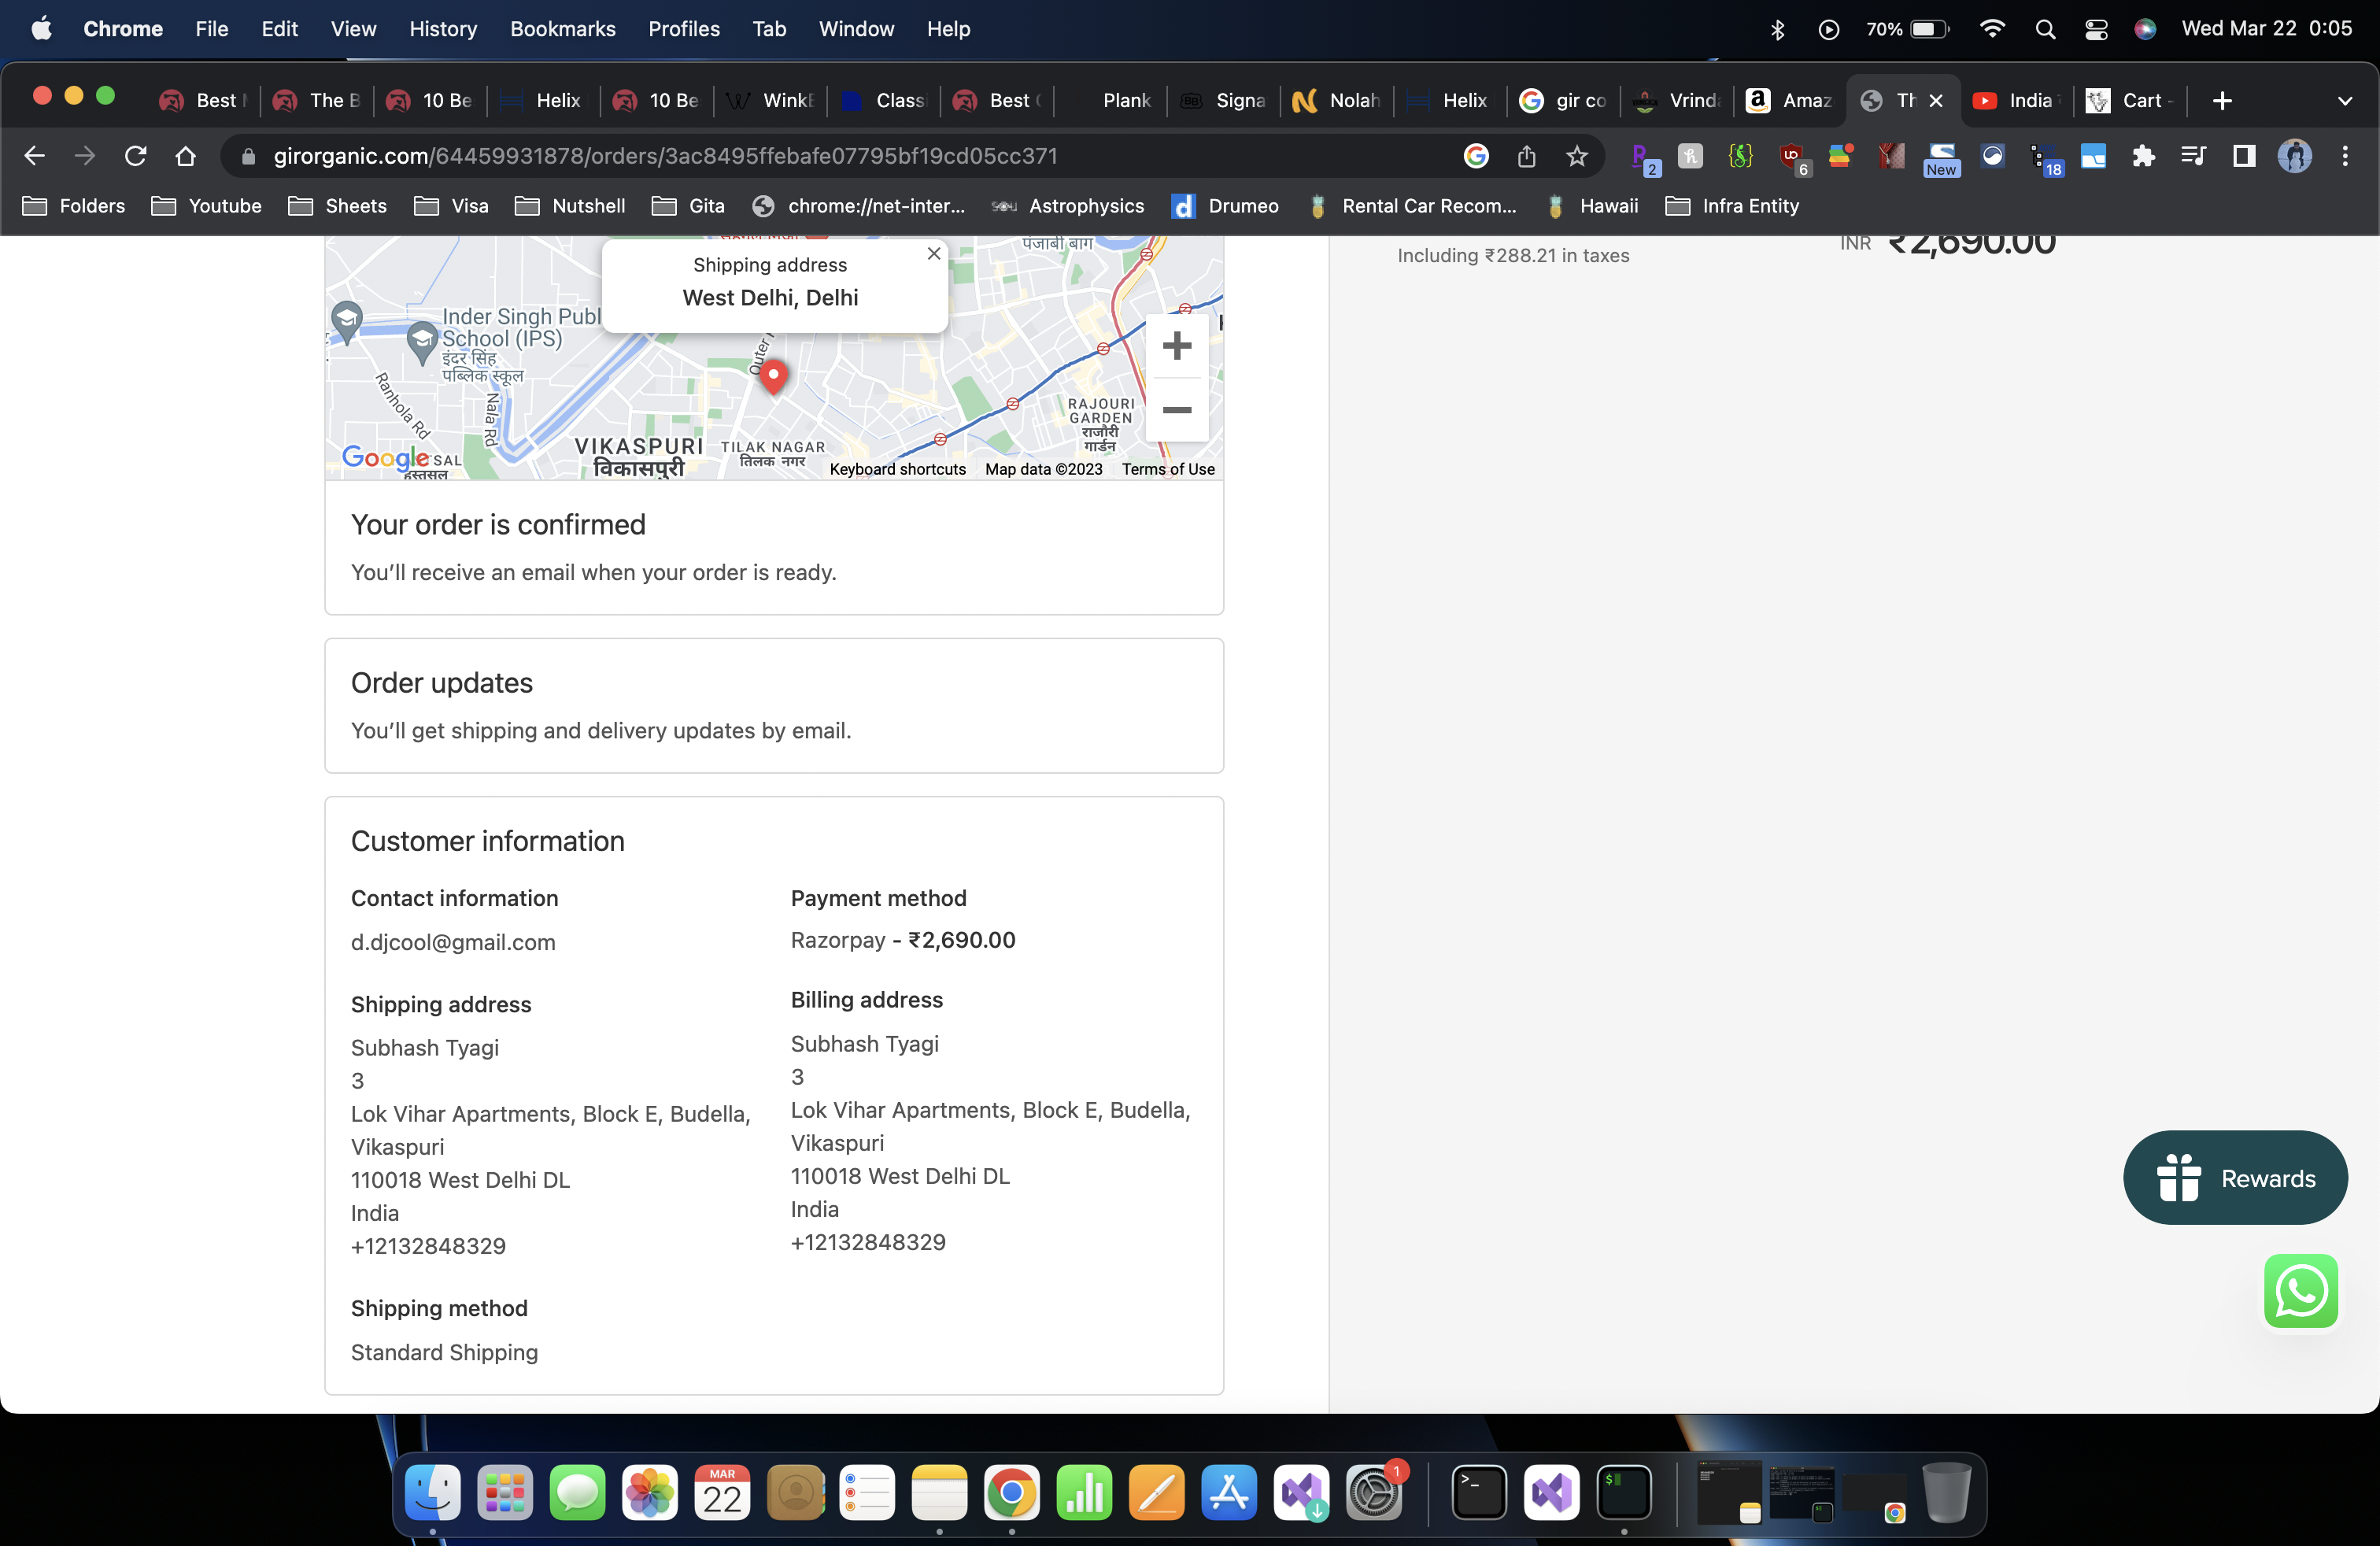 Chrome File Edit View History Bookmarks Profiles Tab Window Help 70% Wed Mar 22 0:05
Best The B 10 Be Helix 10 Be Wink Classi Best Plank Signa Nolah Helix gir co Vrind Amaz Th India Cart -
girorganic.com/64459931878/orders/3ac8495ffebafe07795bf19cd05cc371 2 6 New 18
Folders Youtube Sheets Visa Nutshell Gita chrome://net-inter... Astrophysics Drumeo Rental Car Recom... Hawaii Infra Entity
पंजाबी बाग
Shipping address
West Delhi, Delhi
Inder Singh Publ
School (IPS)
इंदर सिंह
पब्लिक स्कूल
Ranhola Rd
Nala Rd
Outer
RAJOURI
GARDEN
राजौरी
गार्डन
VIKASPURI
विकासपुरी
TILAK NAGAR
तिलक नगर
Google
Keyboard shortcuts Map data ©2023 Terms of Use
Including ₹288.21 in taxes
INR ₹2,690.00
Your order is confirmed
You’ll receive an email when your order is ready.
Order updates
You’ll get shipping and delivery updates by email.
Customer information
Contact information
d.djcool@gmail.com
Payment method
Razorpay - ₹2,690.00
Shipping address
Subhash Tyagi
3
Lok Vihar Apartments, Block E, Budella,
Vikaspuri
110018 West Delhi DL
India
+12132848329
Billing address
Subhash Tyagi
3
Lok Vihar Apartments, Block E, Budella,
Vikaspuri
110018 West Delhi DL
India
+12132848329
Shipping method
Standard Shipping
Rewards
MAR
22
1